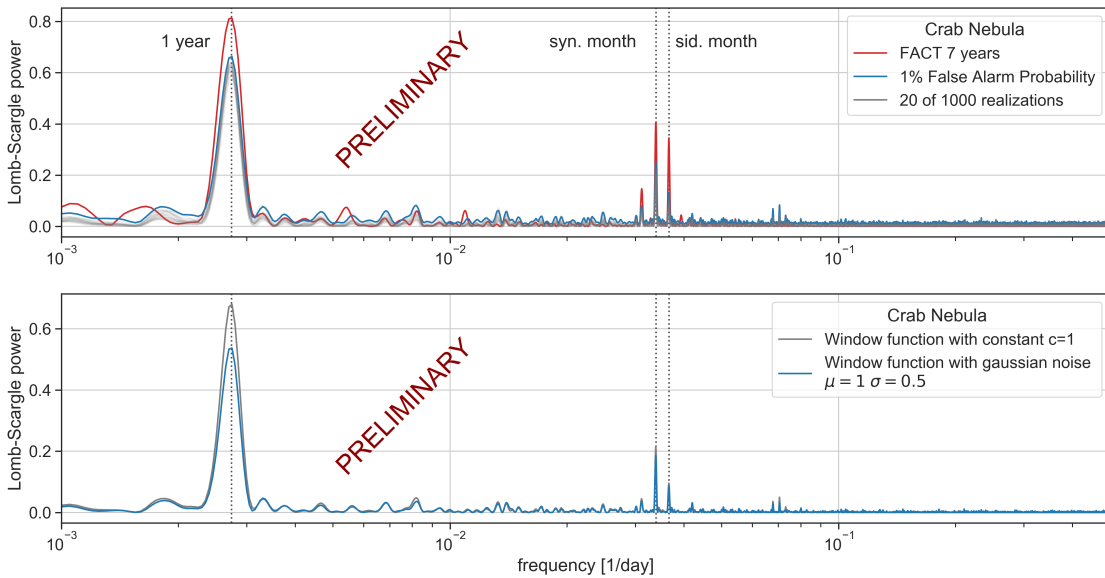 Lomb-Scargle power
0.8
0.6
0.4
0.2
0.0
1 year
PRELIMINARY
syn. month
sid. month
Crab Nebula
FACT 7 years
1% False Alarm Probability
20 of 1000 realizations
10⁻³
10⁻²
10⁻¹
Lomb-Scargle power
0.6
0.4
0.2
0.0
PRELIMINARY
Crab Nebula
Window function with constant c=1
Window function with gaussian noise
μ = 1 σ = 0.5
10⁻³
10⁻²
10⁻¹
frequency [1/day]